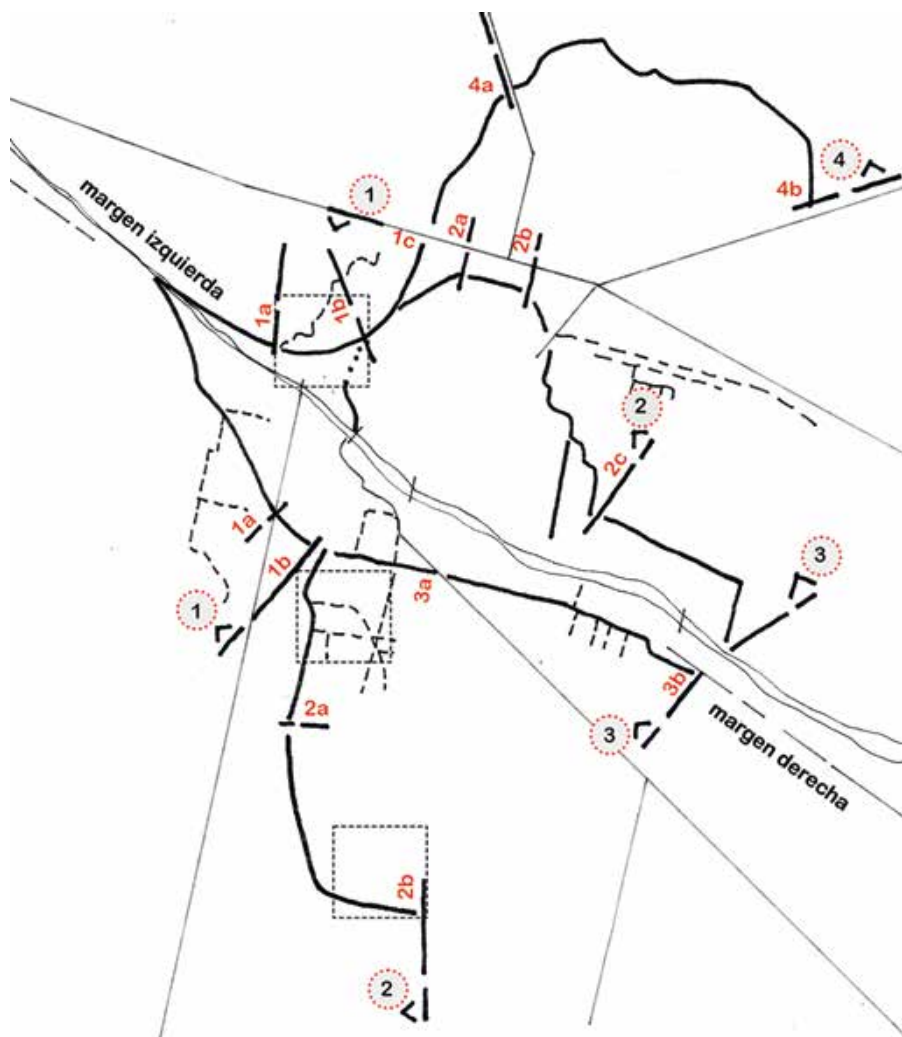 4a
4
4b
1
margen izquierda
1c
2a
2b
1a
1b
2
2c
1a
1b
3a
3
1
2a
3b
3
margen derecha
2b
2